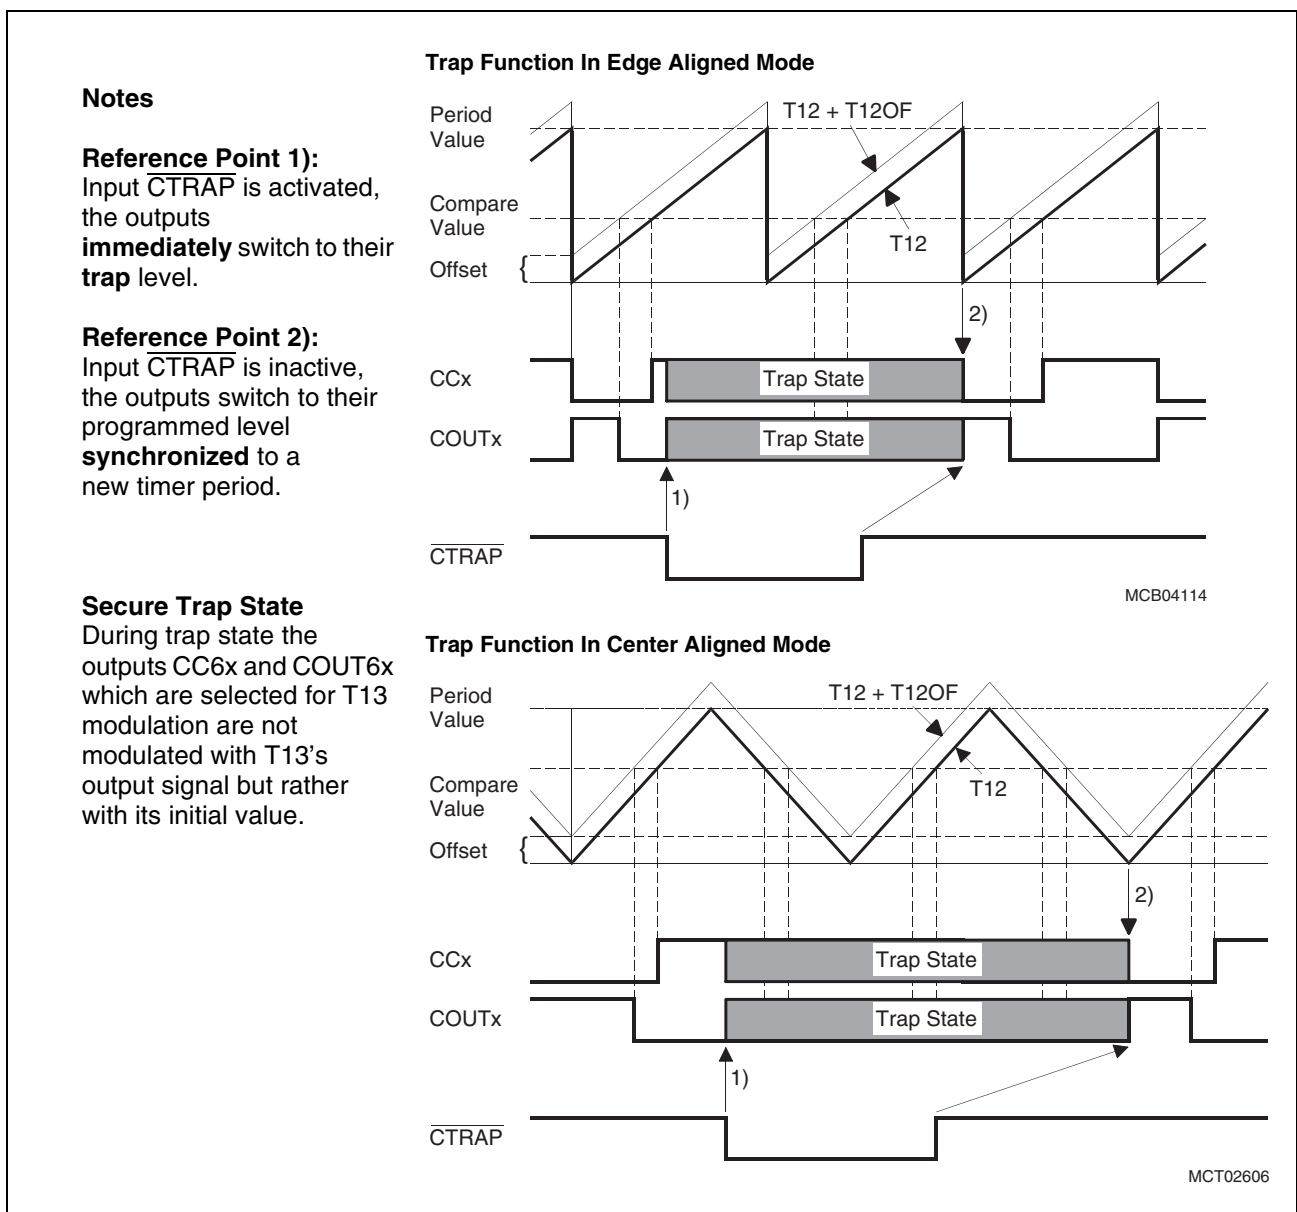 Notes
Reference Point 1):
Input CTRAP is activated,
the outputs
immediately switch to their
trap level.
Reference Point 2):
Input CTRAP is inactive,
the outputs switch to their
programmed level
synchronized to a
new timer period.
Secure Trap State
During trap state the
outputs CC6x and COUT6x
which are selected for T13
modulation are not
modulated with T13's
output signal but rather
with its initial value.
Trap Function In Edge Aligned Mode
Period
Value
T12 + T12OF
Compare
Value
T12
Offset {
2)
CCx
Trap State
COUTx
Trap State
1)
CTRAP
MCB04114
Trap Function In Center Aligned Mode
Period
Value
T12 + T12OF
Compare
Value
T12
Offset {
2)
CCx
Trap State
COUTx
Trap State
1)
CTRAP
MCT02606